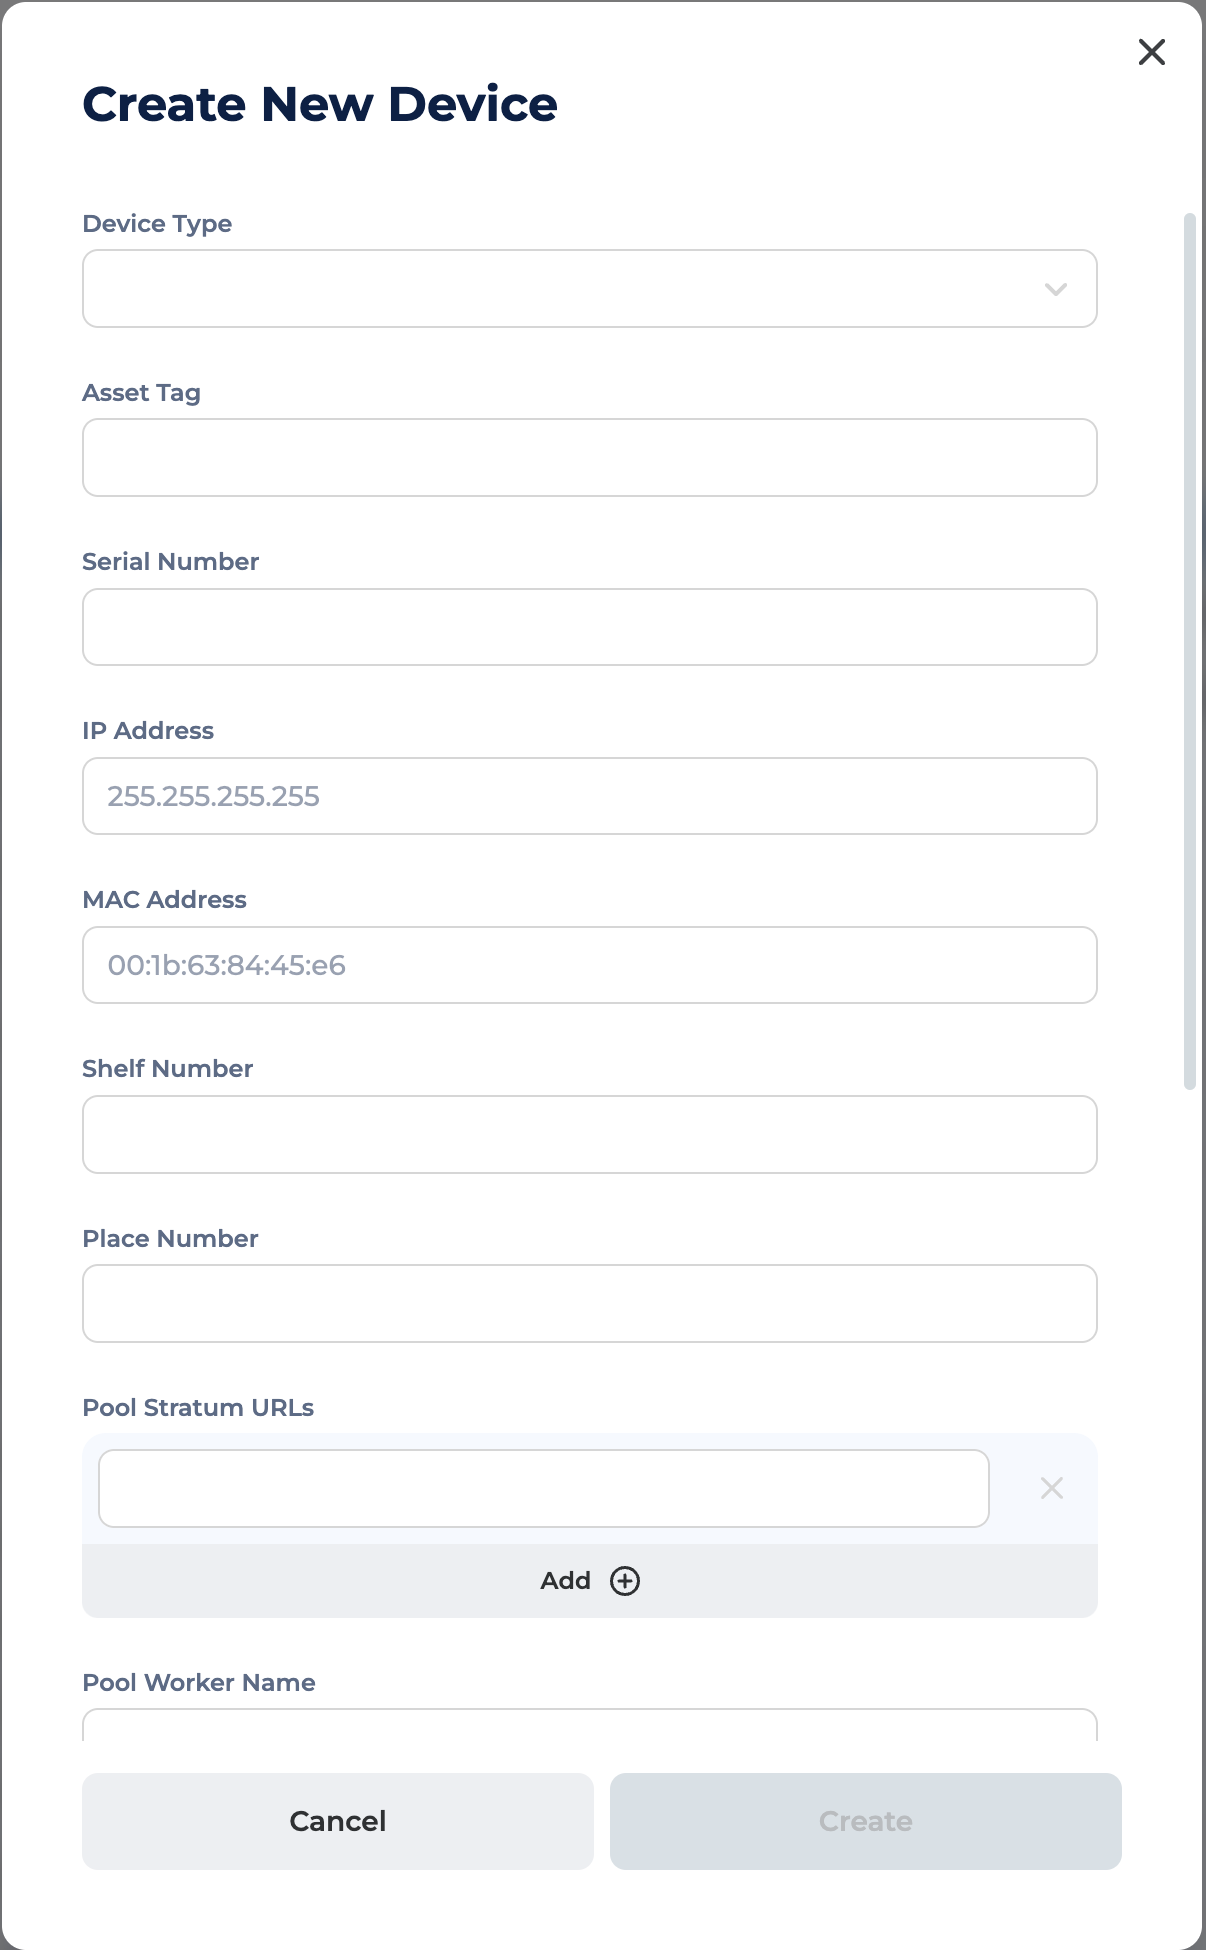 Create New Device
Device Type
Asset Tag
Serial Number
IP Address
255.255.255.255
MAC Address
00:1b:63:84:45:e6
Shelf Number
Place Number
Pool Stratum URLs
Add
Pool Worker Name
Cancel
Create